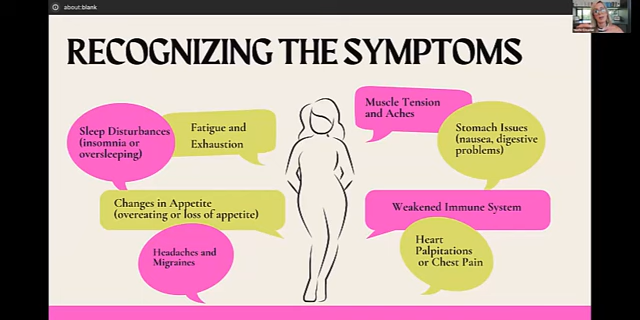 about:blank
RECOGNIZING THE SYMPTOMS
Sleep Disturbances
(insomnia or
oversleeping)
Fatigue and
Exhaustion
Changes in Appetite
(overeating or loss of appetite)
Headaches and
Migraines
Muscle Tension
and Aches
Stomach Issues
(nausea, digestive
problems)
Weakened Immune System
Heart
Palpitations
or Chest Pain